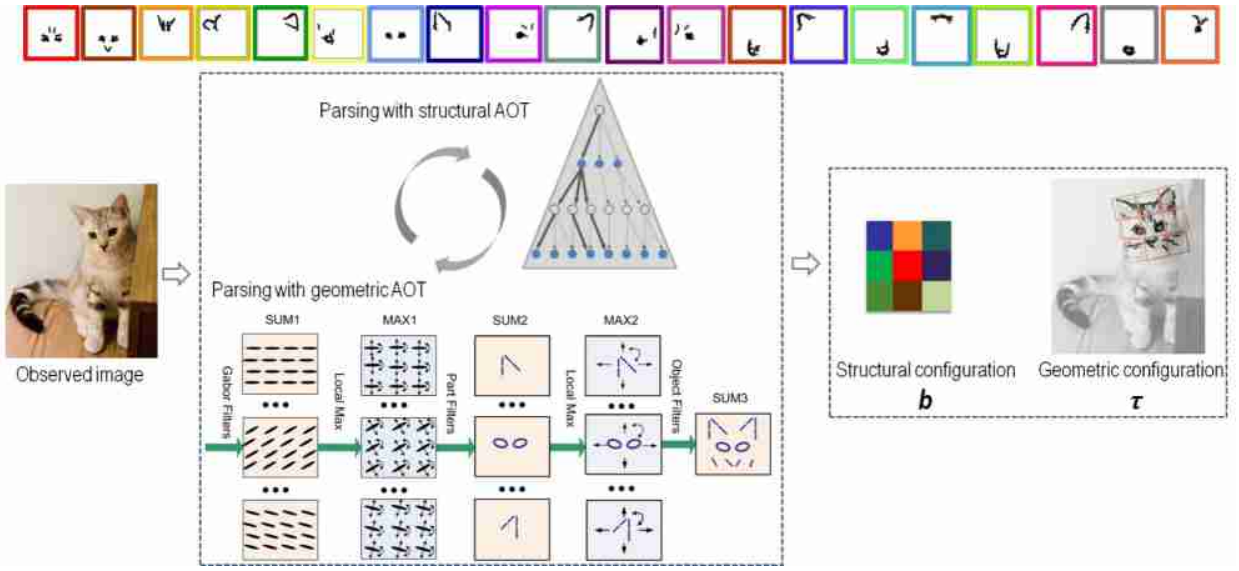 Parsing with structural AOT
Parsing with geometric AOT
Observed image
SUM1
MAX1
SUM2
MAX2
SUM3
Gabor Filters
Local Max
Part Filters
Local Max
Object Filters
Structural configuration
b
Geometric configuration
τ